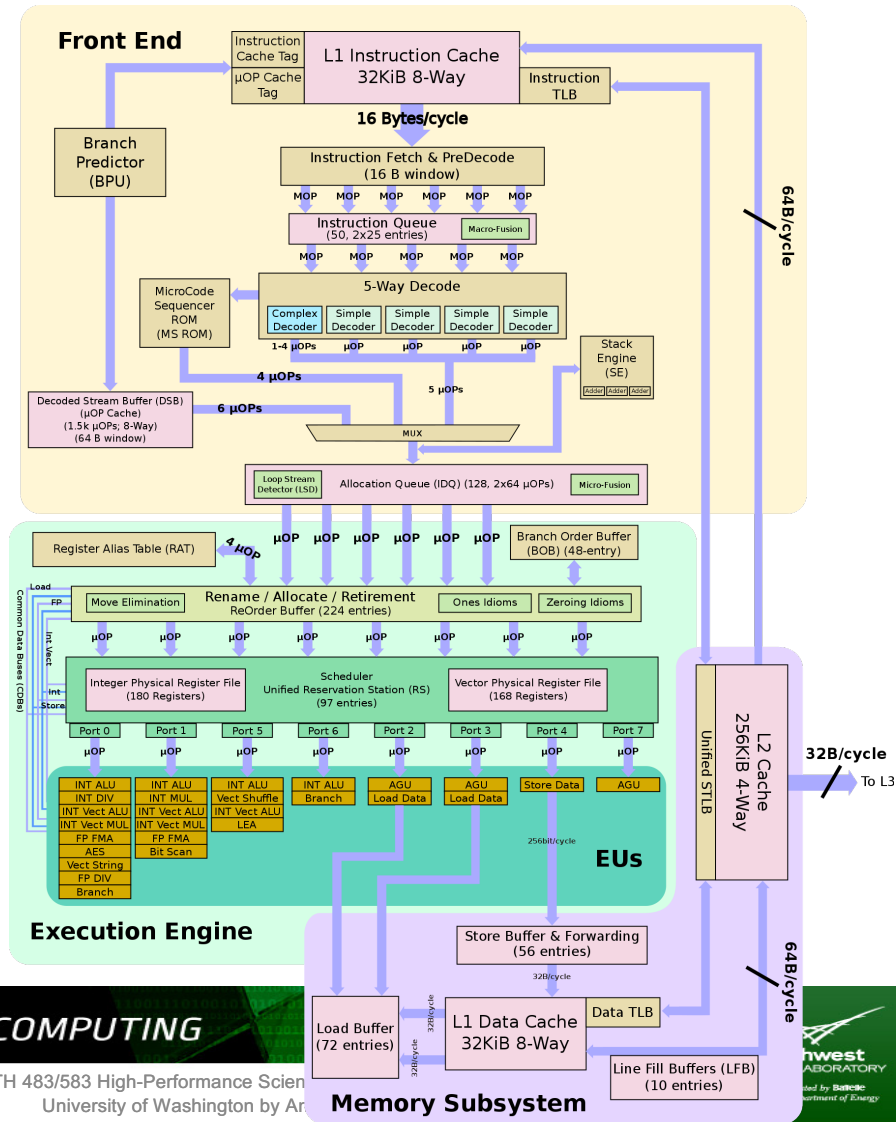 Front End
Instruction
Cache Tag
µOP Cache
Tag
L1 Instruction Cache
32KiB 8-Way
Instruction
TLB
16 Bytes/cycle
Branch
Predictor
(BPU)
Instruction Fetch & PreDecode
(16 B window)
MOP MOP MOP MOP MOP MOP
Instruction Queue
(50, 2x25 entries)
Macro-Fusion
MOP MOP MOP MOP MOP
64B/cycle
MicroCode
Sequencer
ROM
(MS ROM)
5-Way Decode
Complex
Decoder
Simple
Decoder
Simple
Decoder
Simple
Decoder
Simple
Decoder
1-4 µOPs µOP µOP µOP µOP
Stack
Engine
(SE)
Adder Adder Adder
4 µOPs
5 µOPs
Decoded Stream Buffer (DSB)
(µOP Cache)
(1.5k µOPs; 8-Way)
(64 B window)
6 µOPs
MUX
Loop Stream
Detector (LSD)
Allocation Queue (IDQ) (128, 2x64 µOPs)
Micro-Fusion
Register Alias Table (RAT)
4 µOP
µOP µOP µOP µOP µOP µOP
Branch Order Buffer
(BOB) (48-entry)
Load
FP
Common Data Buses (CDBs)
Int Vect
Int
Store
Move Elimination
Rename / Allocate / Retirement
ReOrder Buffer (224 entries)
Ones Idioms
Zeroing Idioms
µOP µOP µOP µOP µOP µOP µOP µOP
Integer Physical Register File
(180 Registers)
Scheduler
Unified Reservation Station (RS)
(97 entries)
Vector Physical Register File
(168 Registers)
Port 0 Port 1 Port 5 Port 6 Port 2 Port 3 Port 4 Port 7
µOP µOP µOP µOP µOP µOP µOP µOP
INT ALU
INT DIV
INT Vect ALU
INT Vect MUL
FP FMA
AES
Vect String
FP DIV
Branch
INT ALU
INT MUL
INT Vect ALU
INT Vect MUL
FP FMA
Bit Scan
INT ALU
Vect Shuffle
INT Vect ALU
LEA
INT ALU
Branch
AGU
Load Data
AGU
Load Data
Store Data
AGU
256bit/cycle
EUs
Execution Engine
Unified STLB
L2 Cache
256KiB 4-Way
32B/cycle
To L3
Store Buffer & Forwarding
(56 entries)
32B/cycle
64B/cycle
Load Buffer
(72 entries)
32B/cycle
32B/cycle
L1 Data Cache
32KiB 8-Way
Data TLB
Line Fill Buffers (LFB)
(10 entries)
Memory Subsystem
COMPUTING
TH 483/583 High-Performance Scien
University of Washington by An
hwest
ABORATORY
ted by Battelle
artment of Energy